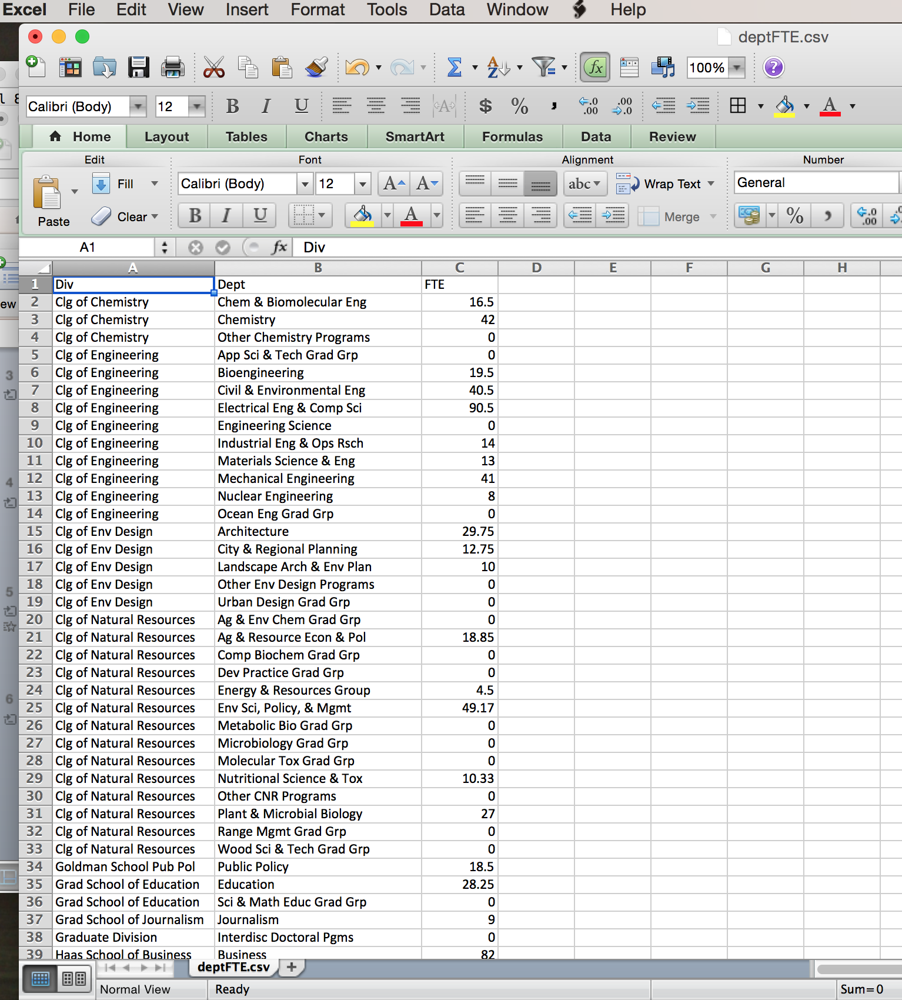 Excel File Edit View Insert Format Tools Data Window Help
deptFTE.csv
100%
Calibri (Body) 12 B I U $ %
Home Layout Tables Charts SmartArt Formulas Data Review
Edit Font Alignment Number
Fill Calibri (Body) 12 abc Wrap Text General
Paste Clear B I U Merge %
A1 fx Div
A B C D E F G H
1 Div Dept FTE
2 Clg of Chemistry Chem & Biomolecular Eng 16.5
3 Clg of Chemistry Chemistry 42
4 Clg of Chemistry Other Chemistry Programs 0
5 Clg of Engineering App Sci & Tech Grad Grp 0
6 Clg of Engineering Bioengineering 19.5
7 Clg of Engineering Civil & Environmental Eng 40.5
8 Clg of Engineering Electrical Eng & Comp Sci 90.5
9 Clg of Engineering Engineering Science 0
10 Clg of Engineering Industrial Eng & Ops Rsch 14
11 Clg of Engineering Materials Science & Eng 13
12 Clg of Engineering Mechanical Engineering 41
13 Clg of Engineering Nuclear Engineering 8
14 Clg of Engineering Ocean Eng Grad Grp 0
15 Clg of Env Design Architecture 29.75
16 Clg of Env Design City & Regional Planning 12.75
17 Clg of Env Design Landscape Arch & Env Plan 10
18 Clg of Env Design Other Env Design Programs 0
19 Clg of Env Design Urban Design Grad Grp 0
20 Clg of Natural Resources Ag & Env Chem Grad Grp 0
21 Clg of Natural Resources Ag & Resource Econ & Pol 18.85
22 Clg of Natural Resources Comp Biochem Grad Grp 0
23 Clg of Natural Resources Dev Practice Grad Grp 0
24 Clg of Natural Resources Energy & Resources Group 4.5
25 Clg of Natural Resources Env Sci, Policy, & Mgmt 49.17
26 Clg of Natural Resources Metabolic Bio Grad Grp 0
27 Clg of Natural Resources Microbiology Grad Grp 0
28 Clg of Natural Resources Molecular Tox Grad Grp 0
29 Clg of Natural Resources Nutritional Science & Tox 10.33
30 Clg of Natural Resources Other CNR Programs 0
31 Clg of Natural Resources Plant & Microbial Biology 27
32 Clg of Natural Resources Range Mgmt Grad Grp 0
33 Clg of Natural Resources Wood Sci & Tech Grad Grp 0
34 Goldman School Pub Pol Public Policy 18.5
35 Grad School of Education Education 28.25
36 Grad School of Education Sci & Math Educ Grad Grp 0
37 Grad School of Journalism Journalism 9
38 Graduate Division Interdisc Doctoral Pgms 0
39 Haas School of Business Business 82
deptFTE.csv
Normal View Ready Sum=0